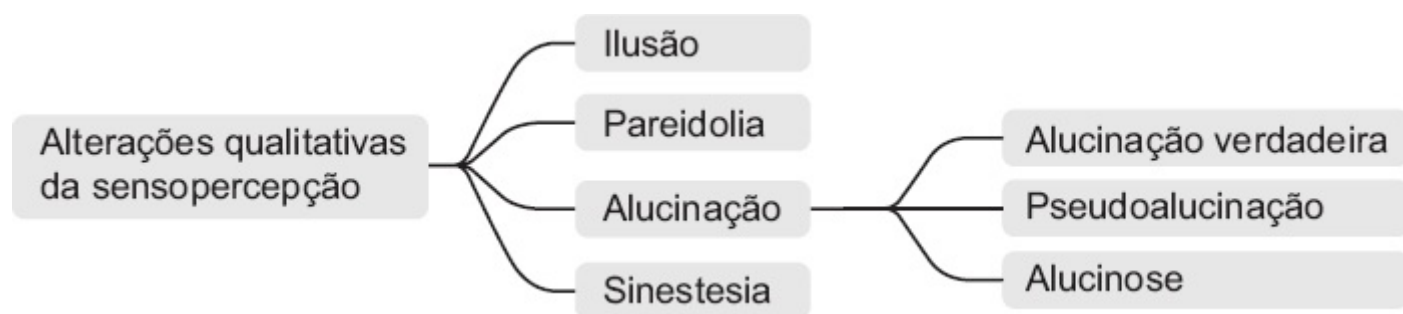 Alterações qualitativas
da sensopercepção
Ilusão
Pareidolia
Alucinação
Sinestesia
Alucinação verdadeira
Pseudoalucinação
Alucinose